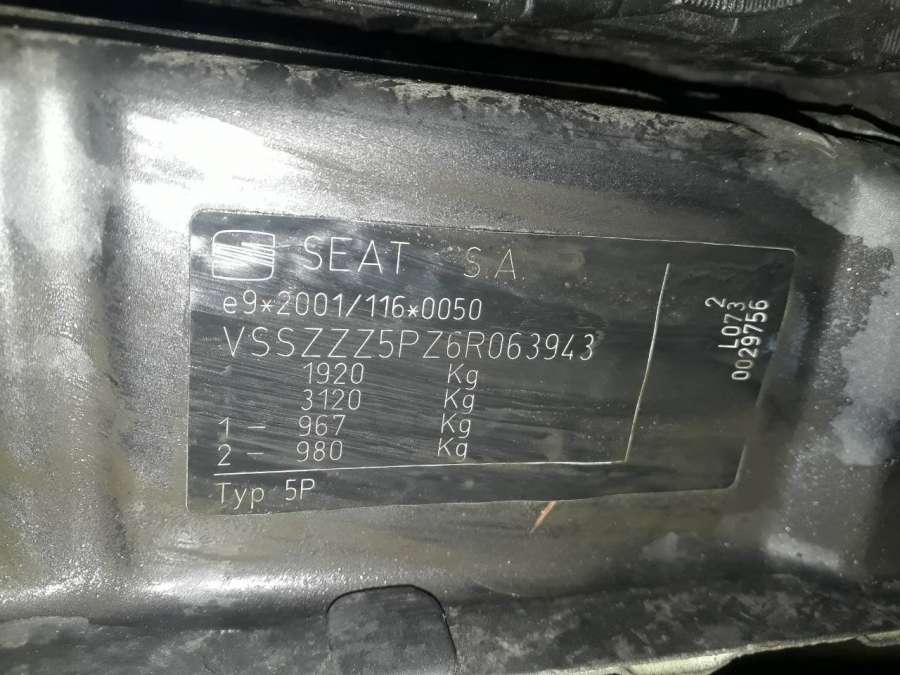 SEAT S.A.
e9*2001/116*0050
VSSZZZ5PZ6R063943
1920 Kg
3120 Kg
1 - 967 Kg
2 - 980 Kg
Typ 5P
2
L073
0029756